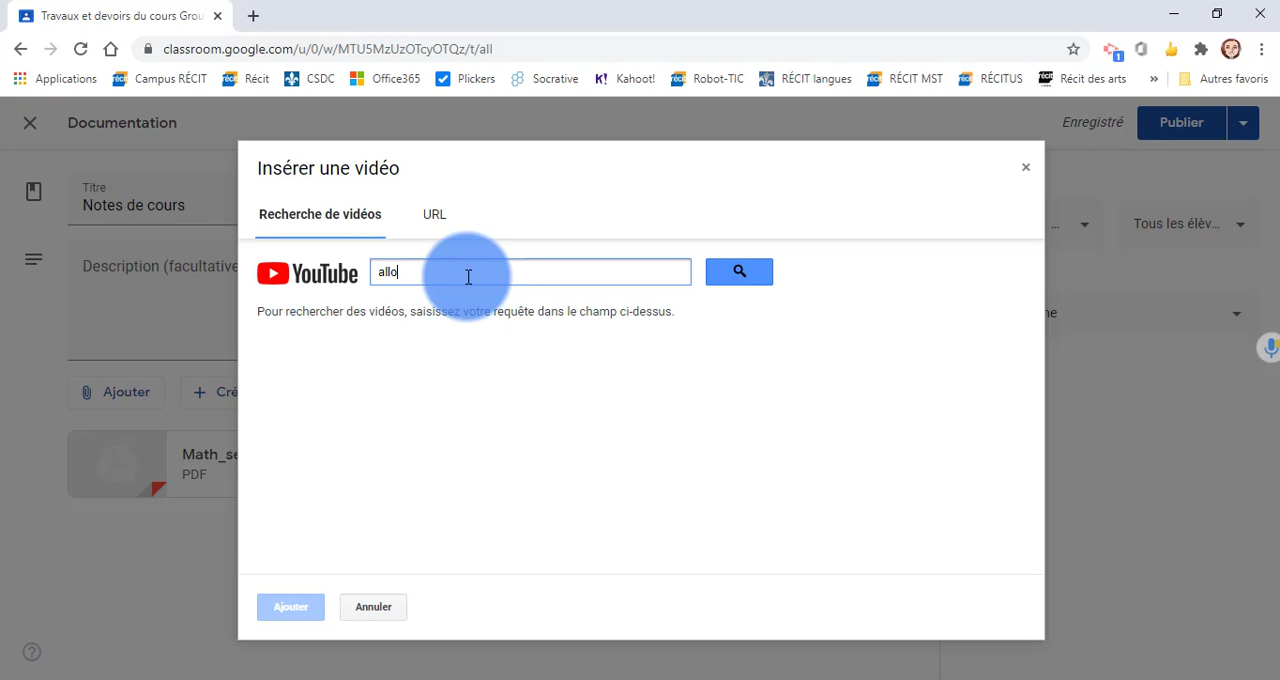 Travaux et devoirs du cours Grou
classroom.google.com/u/0/w/MTU5MzUzOTcyOTQz/t/all
1
Applications Campus RÉCIT Récit CSDC Office365 Plickers Socrative K! Kahoot! Robot-TIC RÉCIT langues RÉCIT MST RÉCITUS Récit des arts » Autres favoris
Documentation Enregistré Publier
Insérer une vidéo
Titre
Notes de cours
Recherche de vidéos URL
... Tous les élèv...
Description (facultative
YouTube allo
Pour rechercher des vidéos, saisissez votre requête dans le champ ci-dessus.
ne
Ajouter + Cré
Math_se
PDF
Ajouter Annuler